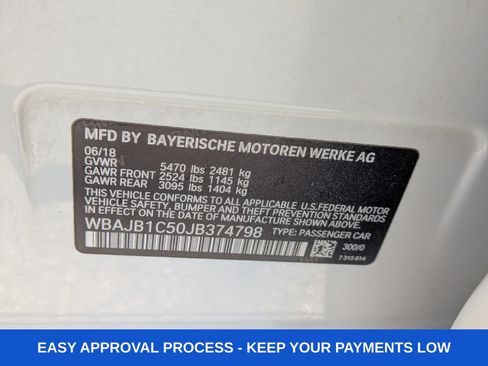 MFD BY BAYERISCHE MOTOREN WERKE AG
06/18
GVWR 5470 lbs 2481 kg
GAWR FRONT 2524 lbs 1145 kg
GAWR REAR 3095 lbs 1404 kg
THIS VEHICLE CONFORMS TO ALL APPLICABLE U.S.FEDERAL MOTOR
VEHICLE SAFETY, BUMPER, AND THEFT PREVENTION STANDARDS IN
EFFECT ON THE DATE OF MANUFACTURE SHOWN ABOVE.
WBAJB1C50JB374798 TYPE: PASSENGER CAR
300/0
7 315 814
EASY APPROVAL PROCESS - KEEP YOUR PAYMENTS LOW